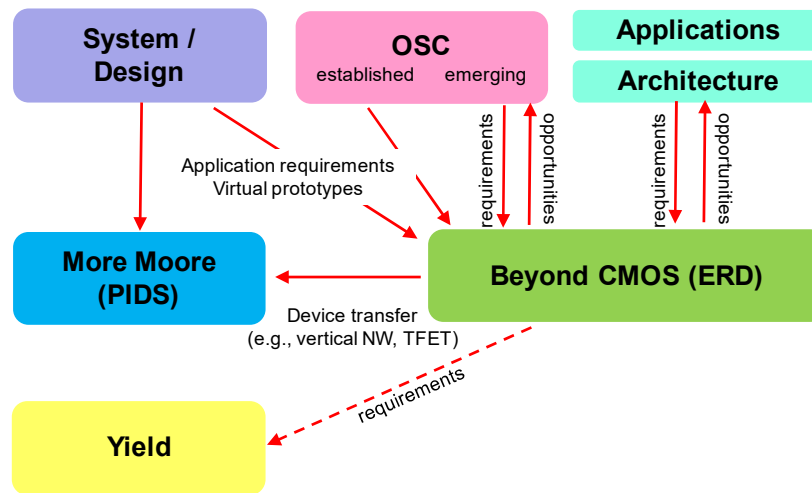 System /
Design
OSC
established emerging
Applications
Architecture
requirements
opportunities
requirements
opportunities
Application requirements
Virtual prototypes
More Moore
(PIDS)
Beyond CMOS (ERD)
Device transfer
(e.g., vertical NW, TFET)
requirements
Yield